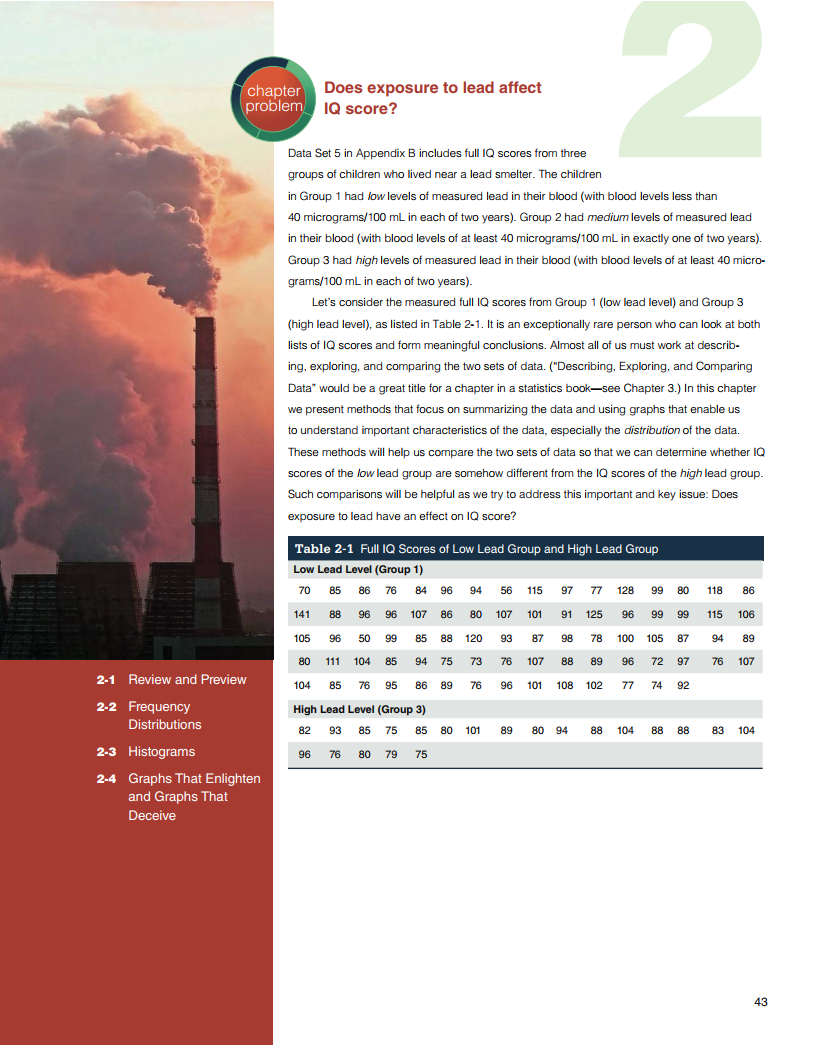 2
chapter
problem
Does exposure to lead affect
IQ score?
Data Set 5 in Appendix B includes full IQ scores from three
groups of children who lived near a lead smelter. The children
in Group 1 had low levels of measured lead in their blood (with blood levels less than
40 micrograms/100 mL in each of two years). Group 2 had medium levels of measured lead
in their blood (with blood levels of at least 40 micrograms/100 mL in exactly one of two years).
Group 3 had high levels of measured lead in their blood (with blood levels of at least 40 micro-
grams/100 mL in each of two years).
Let's consider the measured full IQ scores from Group 1 (low lead level) and Group 3
(high lead level), as listed in Table 2-1. It is an exceptionally rare person who can look at both
lists of IQ scores and form meaningful conclusions. Almost all of us must work at describ-
ing, exploring, and comparing the two sets of data. ("Describing, Exploring, and Comparing
Data" would be a great title for a chapter in a statistics book—see Chapter 3.) In this chapter
we present methods that focus on summarizing the data and using graphs that enable us
to understand important characteristics of the data, especially the distribution of the data.
These methods will help us compare the two sets of data so that we can determine whether IQ
scores of the low lead group are somehow different from the IQ scores of the high lead group.
Such comparisons will be helpful as we try to address this important and key issue: Does
exposure to lead have an effect on IQ score?
Table 2-1 Full IQ Scores of Low Lead Group and High Lead Group
Low Lead Level (Group 1)
70 85 86 76 84 96 94 56 115 97 77 128 99 80 118 86
141 88 96 96 107 86 80 107 101 91 125 96 99 99 115 106
105 96 50 99 85 88 120 93 87 98 78 100 105 87 94 89
80 111 104 85 94 75 73 76 107 88 89 96 72 97 76 107
104 85 76 95 86 89 76 96 101 108 102 77 74 92
High Lead Level (Group 3)
82 93 85 75 85 80 101 89 80 94 88 104 88 88 83 104
96 76 80 79 75
2-1 Review and Preview
2-2 Frequency
Distributions
2-3 Histograms
2-4 Graphs That Enlighten
and Graphs That
Deceive
43